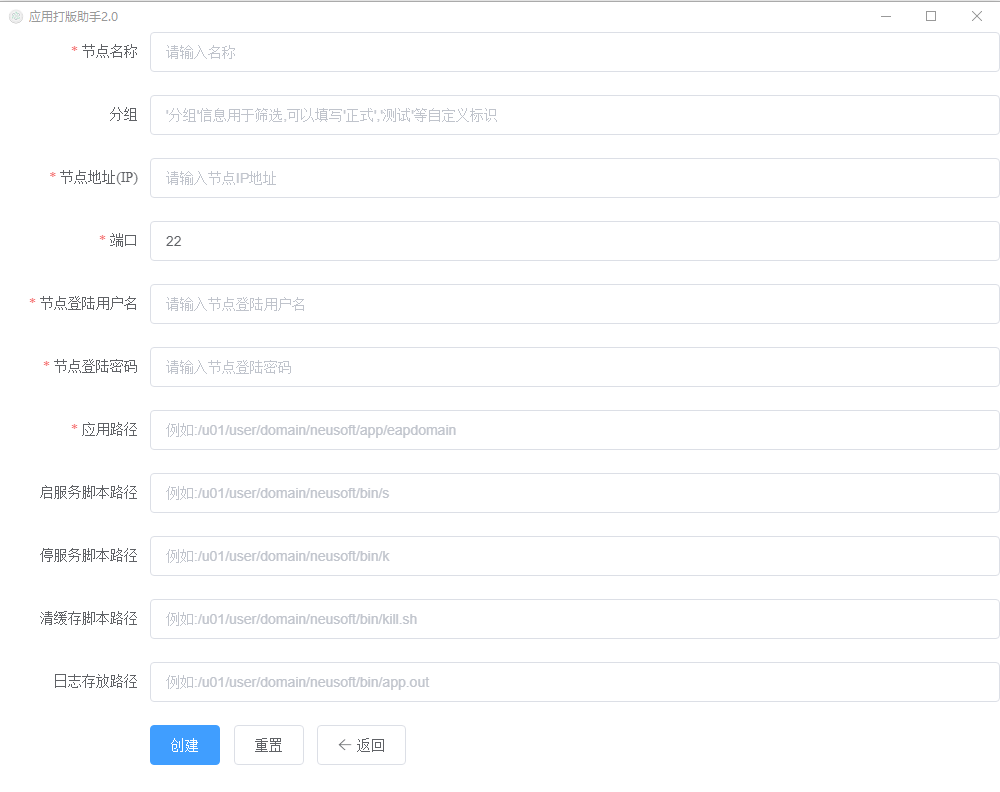 应用打版助手2.0
* 节点名称 请输入名称
分组 '分组'信息用于筛选,可以填写'正式','测试'等自定义标识
* 节点地址(IP) 请输入节点IP地址
* 端口 22
* 节点登陆用户名 请输入节点登陆用户名
* 节点登陆密码 请输入节点登陆密码
* 应用路径 例如:/u01/user/domain/neusoft/app/eapdomain
启服务脚本路径 例如:/u01/user/domain/neusoft/bin/s
停服务脚本路径 例如:/u01/user/domain/neusoft/bin/k
清缓存脚本路径 例如:/u01/user/domain/neusoft/bin/kill.sh
日志存放路径 例如:/u01/user/domain/neusoft/bin/app.out
创建 重置 返回